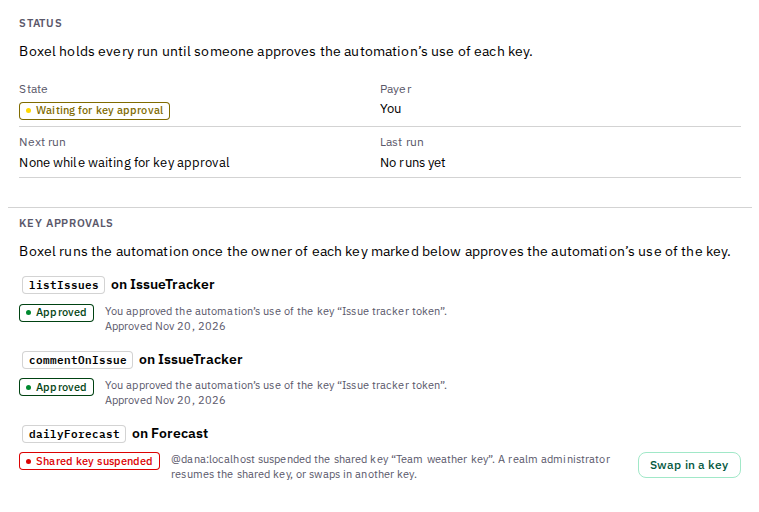 STATUS
Boxel holds every run until someone approves the automation's use of each key.
State
Payer
Waiting for key approval
You
Next run
Last run
None while waiting for key approval
No runs yet
KEY APPROVALS
Boxel runs the automation once the owner of each key marked below approves the automation's use of the key.
listIssues on IssueTracker
Approved You approved the automation's use of the key “Issue tracker token”.
Approved Nov 20, 2026
commentOnIssue on IssueTracker
Approved You approved the automation's use of the key “Issue tracker token”.
Approved Nov 20, 2026
dailyForecast on Forecast
Shared key suspended @dana:localhost suspended the shared key “Team weather key”. A realm administrator
resumes the shared key, or swaps in another key.
Swap in a key